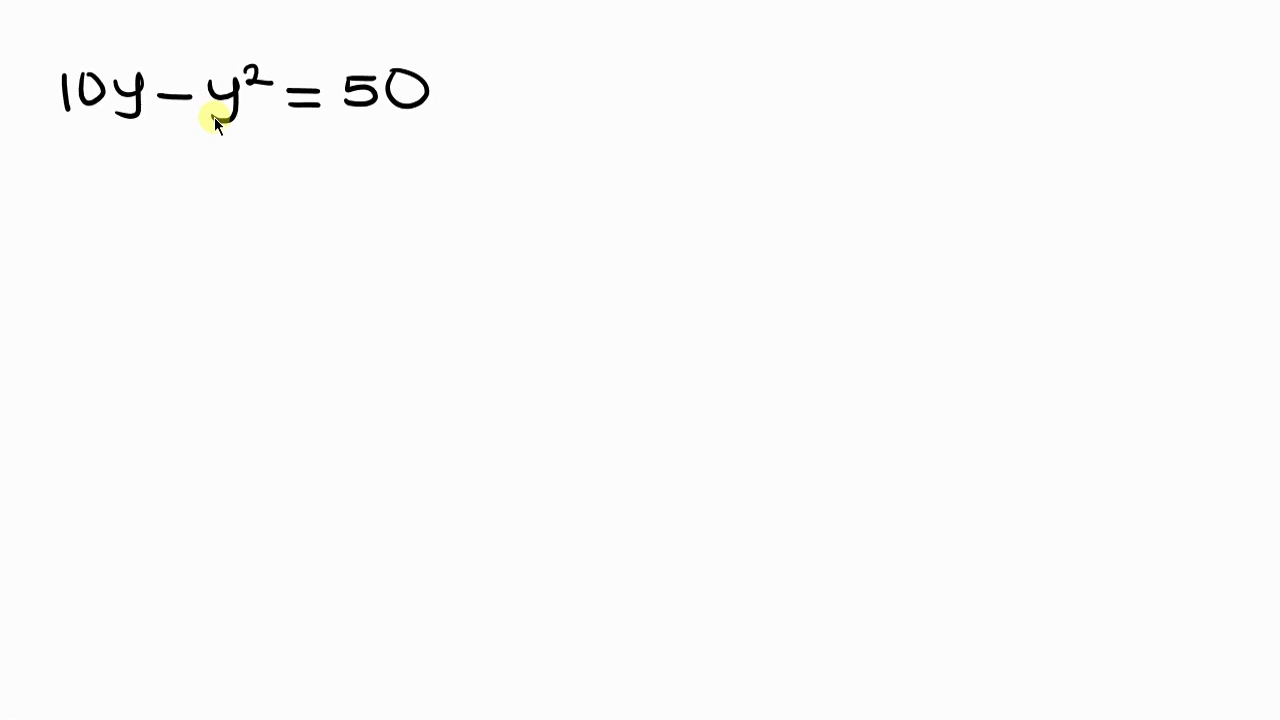 10y - y² = 50